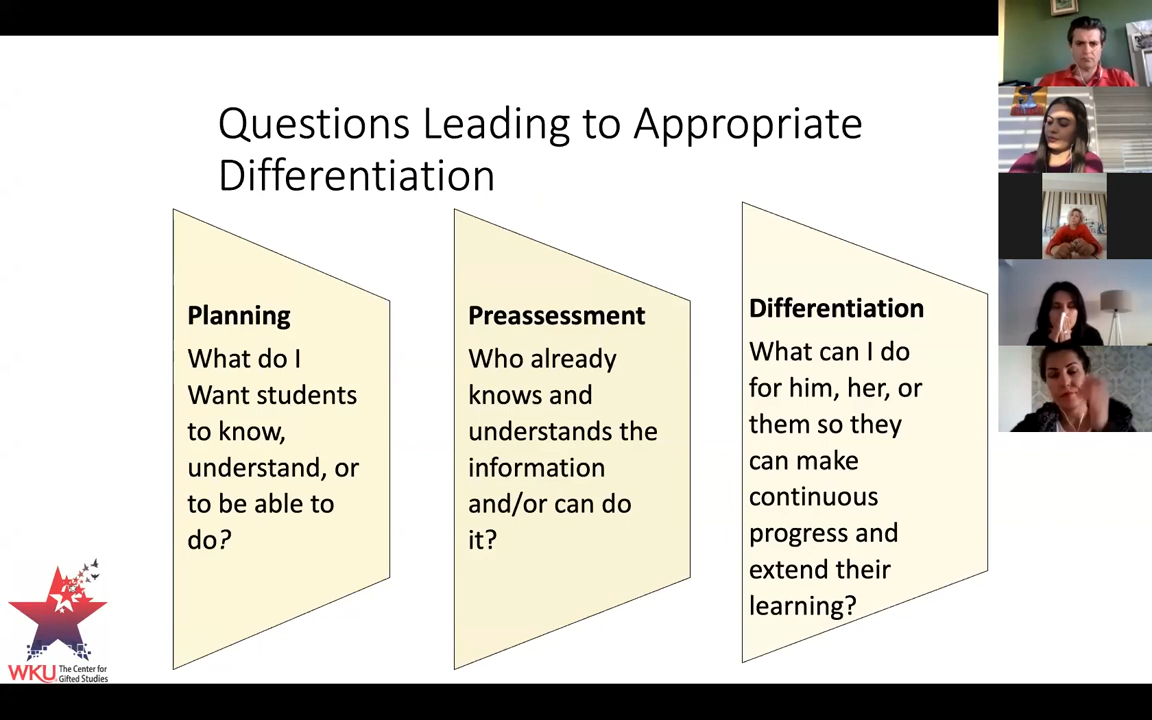 Questions Leading to Appropriate
Differentiation
Planning
What do I
Want students
to know,
understand, or
to be able to
do?
Preassessment
Who already
knows and
understands the
information
and/or can do
it?
Differentiation
What can I do
for him, her, or
them so they
can make
continuous
progress and
extend their
learning?
WKU The Center for
Gifted Studies